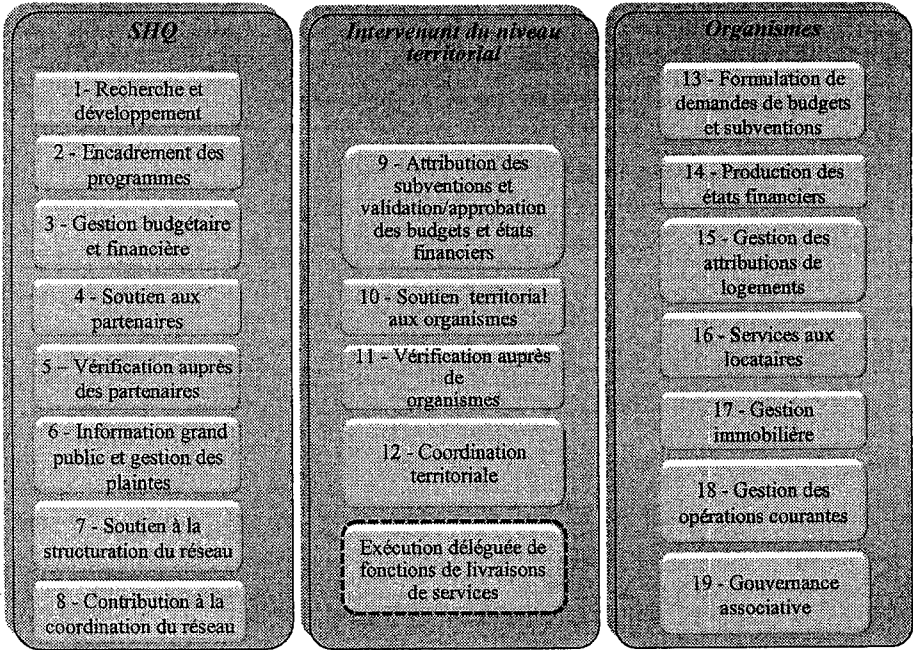 SHQ
1- Recherche et
développement
2 - Encadrement des
programmes
3 - Gestion budgétaire
et financière
4 - Soutien aux
partenaires
5 – Vérification auprès
des partenaires
6 - Information grand
public et gestion des
plaintes
7 - Soutien à la
structuration du réseau
8 - Contribution à la
coordination du réseau
Intervenant du niveau
territorial
9 - Attribution des
subventions et
validation/approbation
des budgets et états
financiers
10 - Soutien territorial
aux organismes
11 - Vérification auprès
de
organismes
12 - Coordination
territoriale
Exécution déléguée de
fonctions de livraisons
de services
Organismes
13 - Formulation de
demandes de budgets
et subventions
14 - Production des
états financiers
15 - Gestion des
attributions de
logements
16 - Services aux
locataires
17 - Gestion
immobilière
18 - Gestion des
opérations courantes
19 - Gouvernance
associative